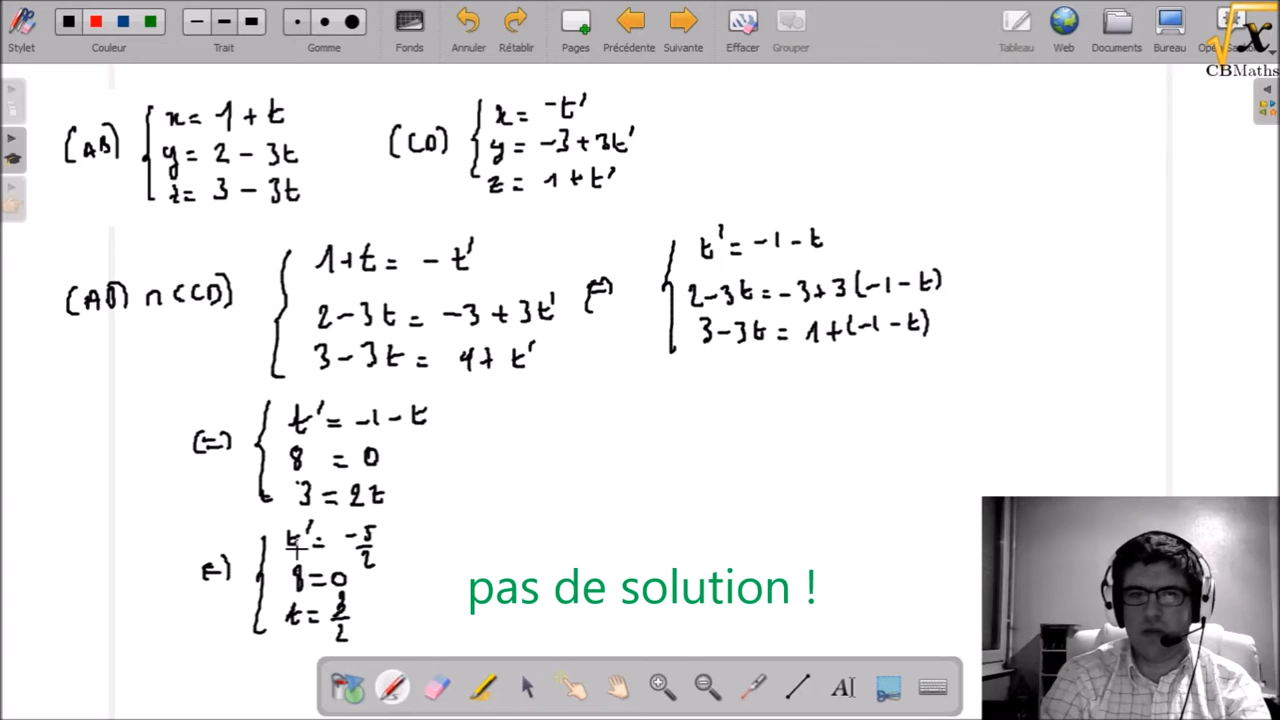 Stylet Couleur Trait Gomme Fonds Annuler Rétablir Pages Précédente Suivante Effacer Grouper Tableau Web Documents Bureau
√x
CBMaths
(AB) { x = 1 + t
y = 2 - 3t
z = 3 - 3t
(CD) { x = -t'
y = -3 + 3t'
z = 1 + t'
(AB) ∩ (CD) { 1+t = - t'
2-3t = -3 + 3t'
3-3t = 1 + t'
(=) { t' = -1 - t
2-3t = -3+3(-1-t)
3-3t = 1+(-1-t)
(=) { t' = -1 - t
8 = 0
3 = 2t
(=) { t' = -5/2
8 = 0
t = 3/2
pas de solution !
AI